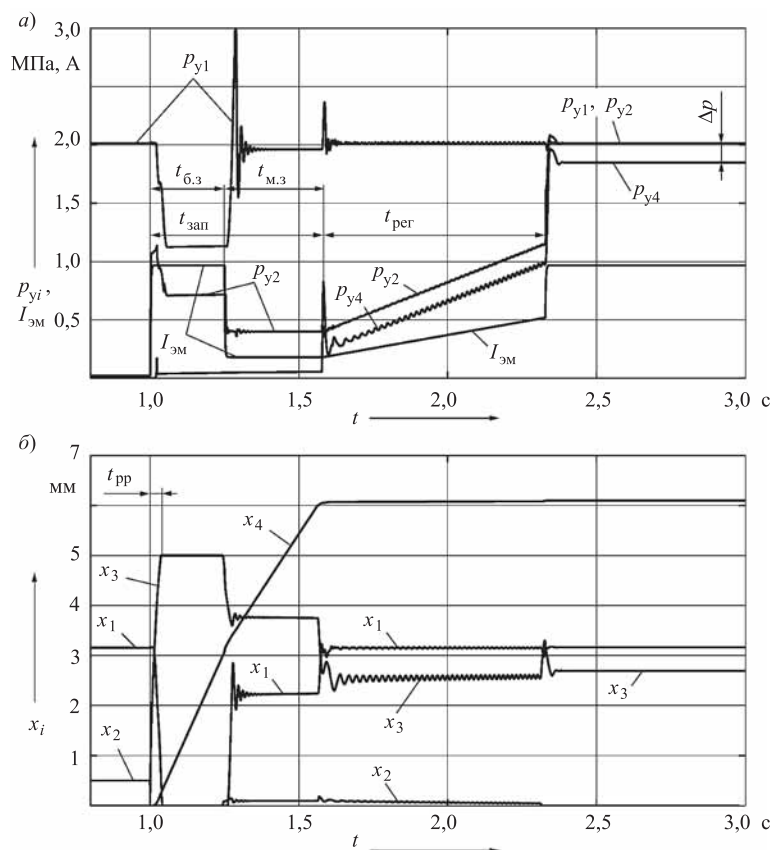 а)
3,0
МПа, А
p у1
p у1, p у2
Δp
2,0
t б.з
t м.з
p у4
1,5
t зап
t рег
1,0
p у2
p у2
p у4
p уi,
I эм
0,5
I эм
I эм
1,0
1,5
2,0
2,5
3,0 с
t
б)
7
t рр
мм
x 4
5
x 3
4
x 1
x 1
3
x 1
x 3
x 3
2
x i
x 2
x 2
1
1,0
1,5
2,0
2,5
3,0 с
t